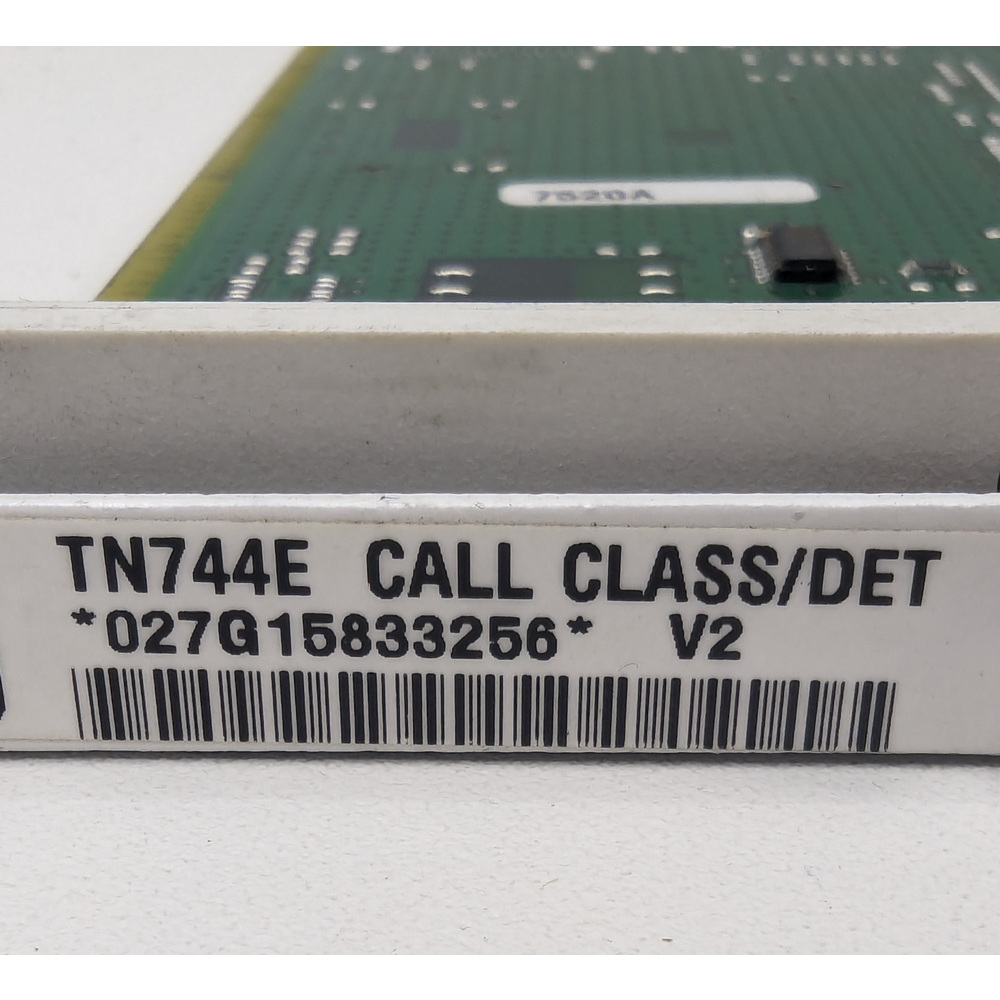 7520A
TN744E CALL CLASS/DET
*027G15833256* V2